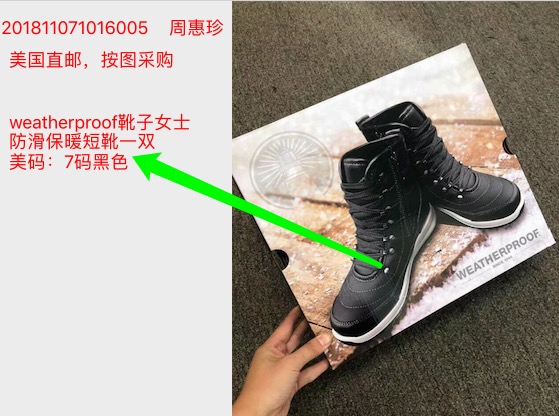 201811071016005 周惠珍
美国直邮，按图采购
weatherproof靴子女士
防滑保暖短靴一双
美码：7码黑色
WEATHERPROOF
SINCE 1948